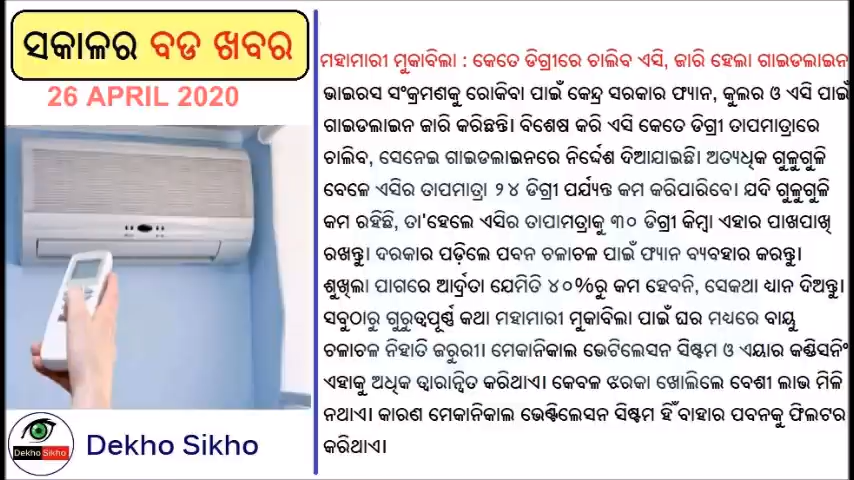 ସକାଳର ବଡ ଖବର
26 APRIL 2020
ମହାମାରୀ ମୁକାବିଲା : କେତେ ଡିଗ୍ରୀରେ ଚାଲିବ ଏସି, ଜାରି ହେଲା ଗାଇଡଲାଇନ
ଭାଇରସ ସଂକ୍ରମଣକୁ ରୋକିବା ପାଇଁ କେନ୍ଦ୍ର ସରକାର ଫ୍ୟାନ, କୁଲର ଓ ଏସି ପାଇଁ
ଗାଇଡଲାଇନ ଜାରି କରିଛନ୍ତି। ବିଶେଷ କରି ଏସି କେତେ ଡିଗ୍ରୀ ତାପମାତ୍ରାରେ
ଚାଲିବ, ସେନେଇ ଗାଇଡଲାଇନରେ ନିର୍ଦ୍ଦେଶ ଦିଆଯାଇଛି। ଅତ୍ୟଧିକ ଗୁଳୁଗୁଳି
ବେଳେ ଏସିର ତାପମାତ୍ରା ୨୪ ଡିଗ୍ରୀ ପର୍ଯ୍ୟନ୍ତ କମ କରିପାରିବେ। ଯଦି ଗୁଳୁଗୁଳି
କମ ରହିଛି, ତା'ହେଲେ ଏସିର ତାପାମତ୍ରାକୁ ୩୦ ଡିଗ୍ରୀ କିମ୍ବା ଏହାର ପାଖପାଖି
ରଖନ୍ତୁ। ଦରକାର ପଡ଼ିଲେ ପବନ ଚଳାଚଳ ପାଇଁ ଫ୍ୟାନ ବ୍ୟବହାର କରନ୍ତୁ।
ଶୁଖିଲା ପାଗରେ ଆର୍ଦ୍ରତା ଯେମିତି ୪୦%ରୁ କମ ହେବନି, ସେକଥା ଧ୍ୟାନ ଦିଅନ୍ତୁ।
ସବୁଠାରୁ ଗୁରୁତ୍ୱପୂର୍ଣ୍ଣ କଥା ମହାମାରୀ ମୁକାବିଲା ପାଇଁ ଘର ମଧ୍ୟରେ ବାୟୁ
ଚଳାଚଳ ନିହାତି ଜରୁରୀ। ମେକାନିକାଲ ଭେଟିଲେସନ ସିଷ୍ଟମ ଓ ଏୟାର କଣ୍ଡିସନିଂ
ଏହାକୁ ଅଧିକ ତ୍ୱାରାନ୍ୱିତ କରିଥାଏ। କେବଳ ଝରକା ଖୋଲିଲେ ବେଶୀ ଲାଭ ମିଳି
ନଥାଏ। କାରଣ ମେକାନିକାଲ ଭେଣ୍ଟିଲେସନ ସିଷ୍ଟମ ହିଁ ବାହାର ପବନକୁ ଫିଲଟର
କରିଥାଏ।
Dekho Sikho
Dekho Sikho